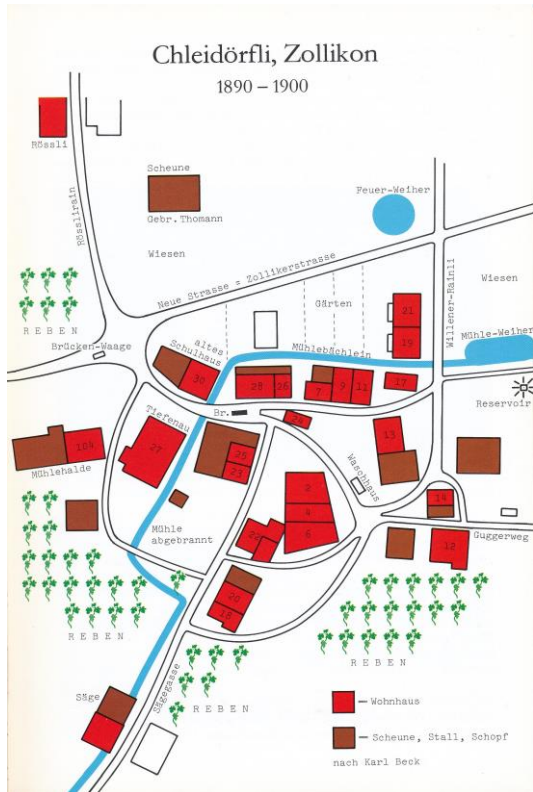 Chleidörfli, Zollikon
1890 – 1900
Rössli
Scheune
Gebr. Thomann
Feuer-Weiher
Rösslirain
Wiesen
Neue Strasse = Zollikerstrasse
Willener-Rainli
Wiesen
Gärten
21
19
REBEN
Brücken-Waage
altes
Schulhaus
Mühlebächlein
Mühle-Weiher
30
28
26
7
9
11
17
Reservoir
Br.
24
Tiefenau
13
104
27
25
23
Mühlehalde
Waschhaus
2
4
6
14
Mühle
abgebrannt
22
12
Guggerweg
20
18
REBEN
REBEN
Säge
Sägegasse
REBEN
– Wohnhaus
– Scheune, Stall, Schopf
nach Karl Beck